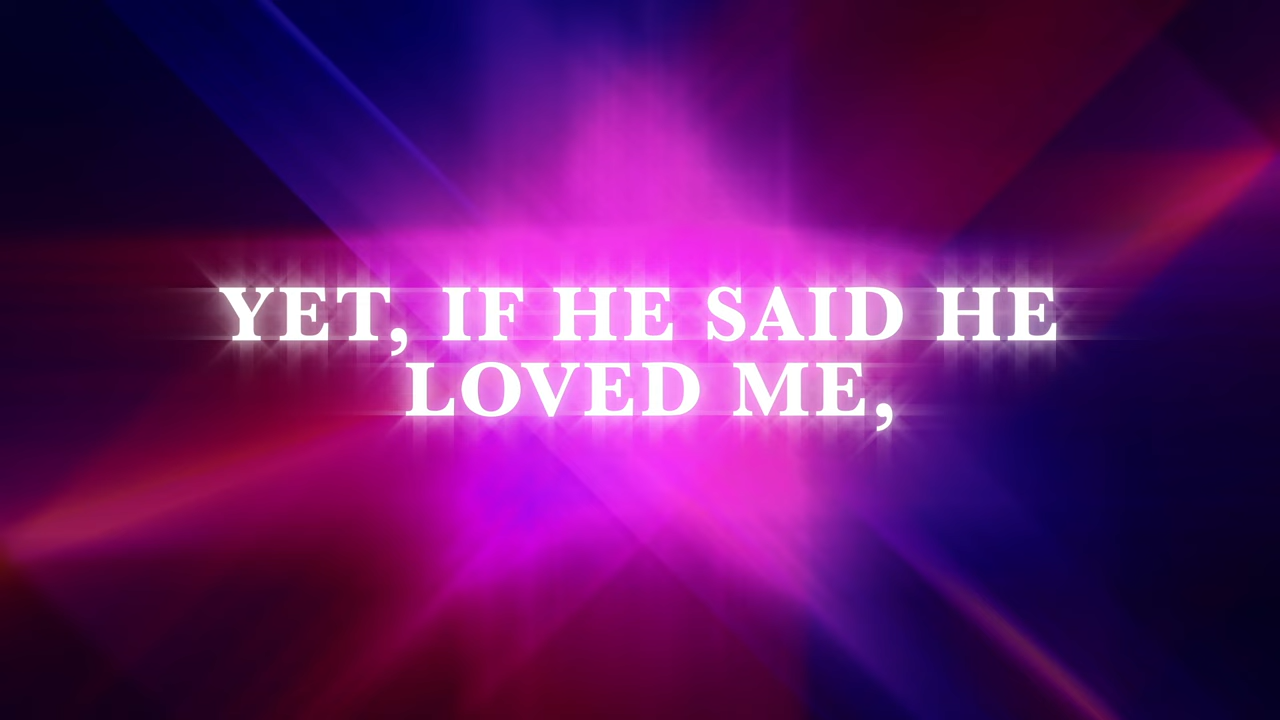 YET, IF HE SAID HE
LOVED ME,